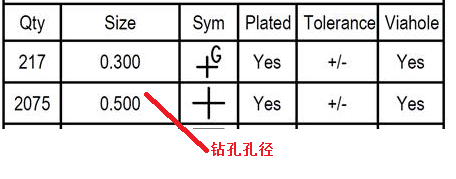 Qty Size Sym Plated Tolerance Viahole
217 0.300 G Yes +/- Yes
2075 0.500 Yes +/- Yes
钻孔孔径